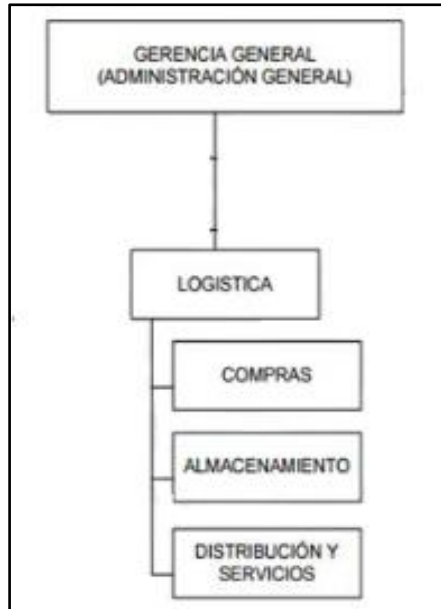 GERENCIA GENERAL
(ADMINISTRACIÓN GENERAL)
LOGISTICA
COMPRAS
ALMACENAMIENTO
DISTRIBUCIÓN Y
SERVICIOS